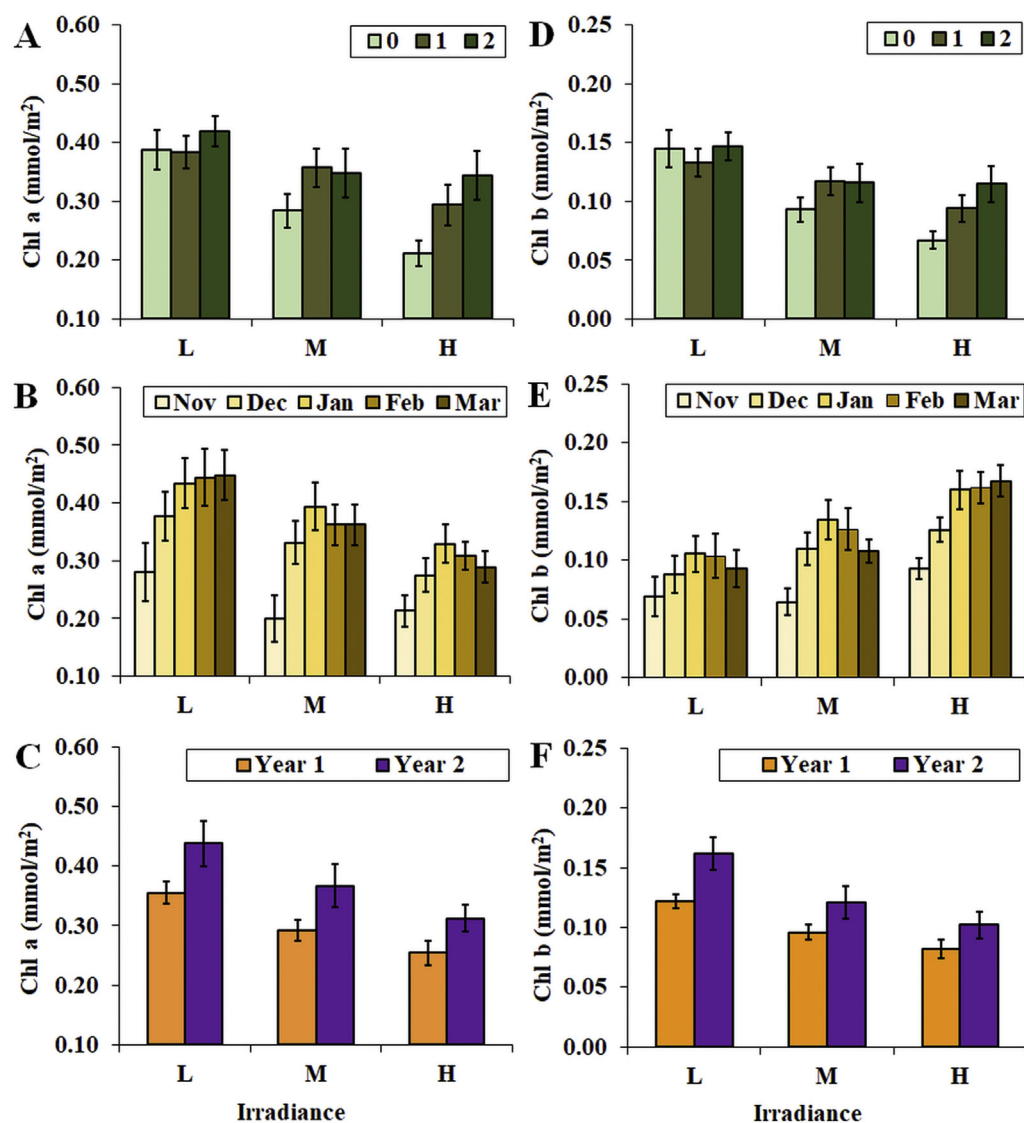 A
Chl a (mmol/m²)
0.60
0.50
0.40
0.30
0.20
0.10
0 1 2
L M H
D
Chl b (mmol/m²)
0.25
0.20
0.15
0.10
0.05
0.00
0 1 2
L M H
B
Chl a (mmol/m²)
0.60
0.50
0.40
0.30
0.20
0.10
Nov Dec Jan Feb Mar
L M H
E
Chl b (mmol/m²)
0.25
0.20
0.15
0.10
0.05
0.00
Nov Dec Jan Feb Mar
L M H
C
Chl a (mmol/m²)
0.60
0.50
0.40
0.30
0.20
0.10
Year 1 Year 2
L M H
Irradiance
F
Chl b (mmol/m²)
0.25
0.20
0.15
0.10
0.05
0.00
Year 1 Year 2
L M H
Irradiance